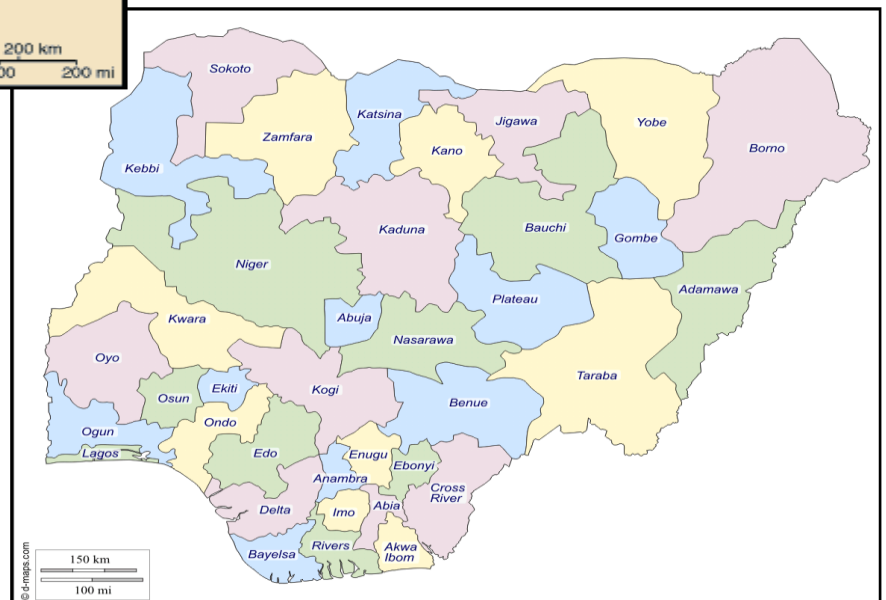 200 km
00 200 mi
Sokoto
Katsina
Jigawa
Yobe
Zamfara
Kano
Borno
Kebbi
Kaduna
Bauchi
Gombe
Niger
Adamawa
Plateau
Kwara
Abuja
Nasarawa
Oyo
Taraba
Kogi
Ekiti
Osun
Benue
Ondo
Ogun
Lagos
Edo
Enugu
Ebonyi
Anambra
Cross
River
Delta
Imo
Abia
Rivers
Akwa
Ibom
Bayelsa
150 km
100 mi
© d-maps.com